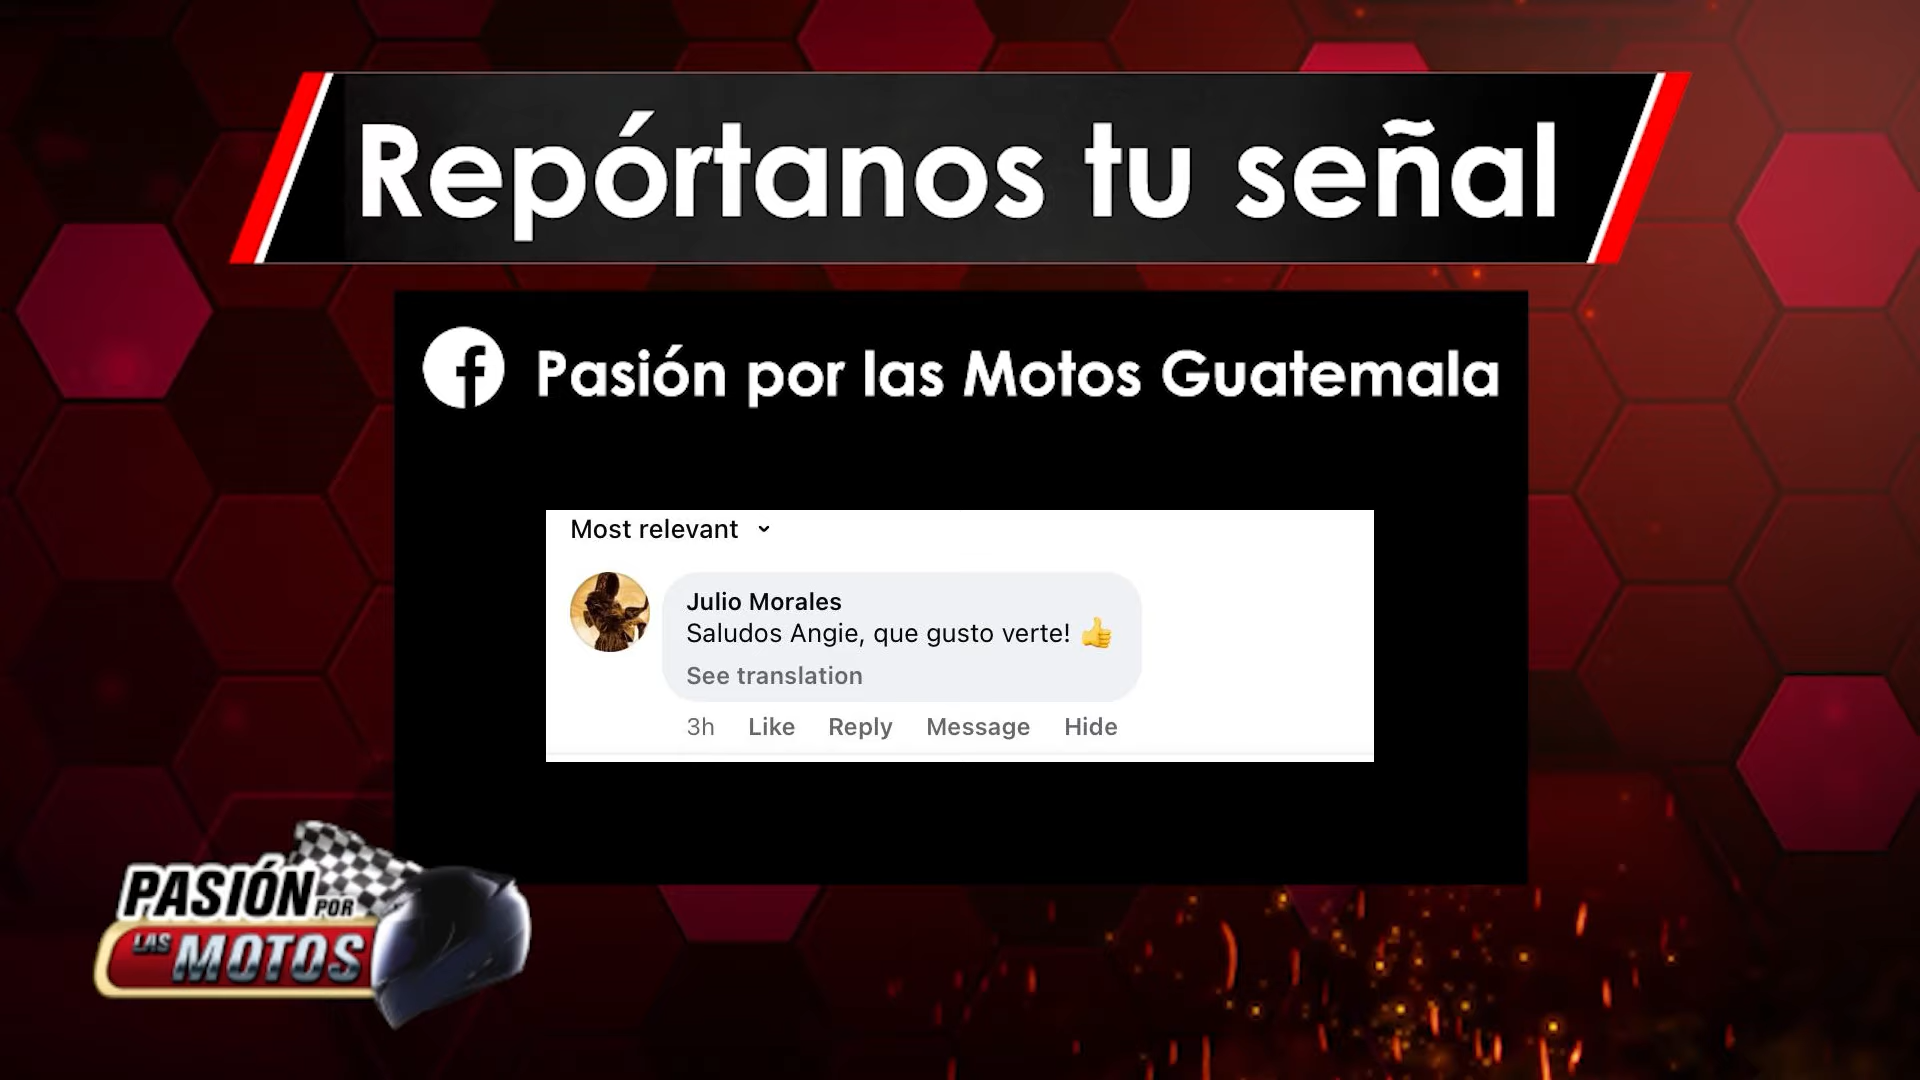 Repórtanos tu señal
Pasión por las Motos Guatemala
Most relevant
Julio Morales
Saludos Angie, que gusto verte! 👍
See translation
3h Like Reply Message Hide
PASIÓN POR
LAS MOTOS